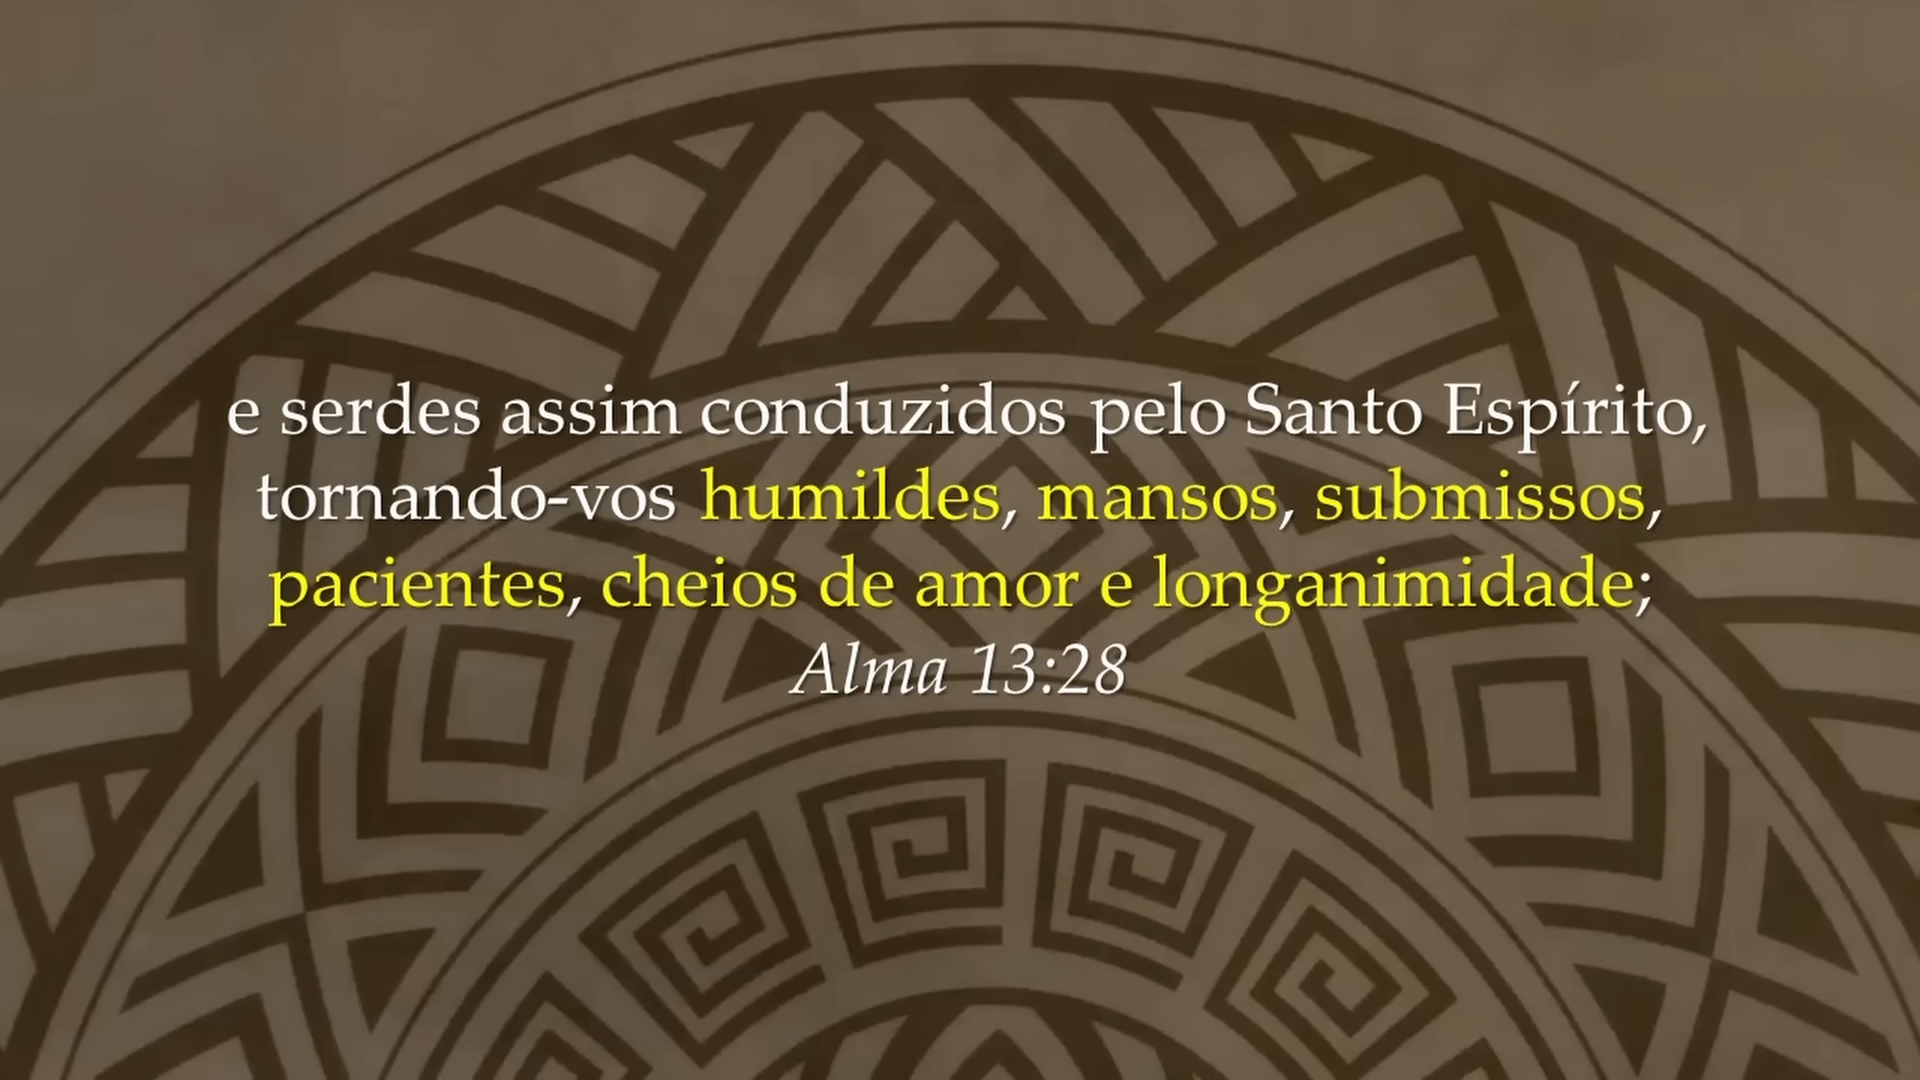 e serdes assim conduzidos pelo Santo Espírito,
tornando-vos humildes, mansos, submissos,
pacientes, cheios de amor e longanimidade;
Alma 13:28